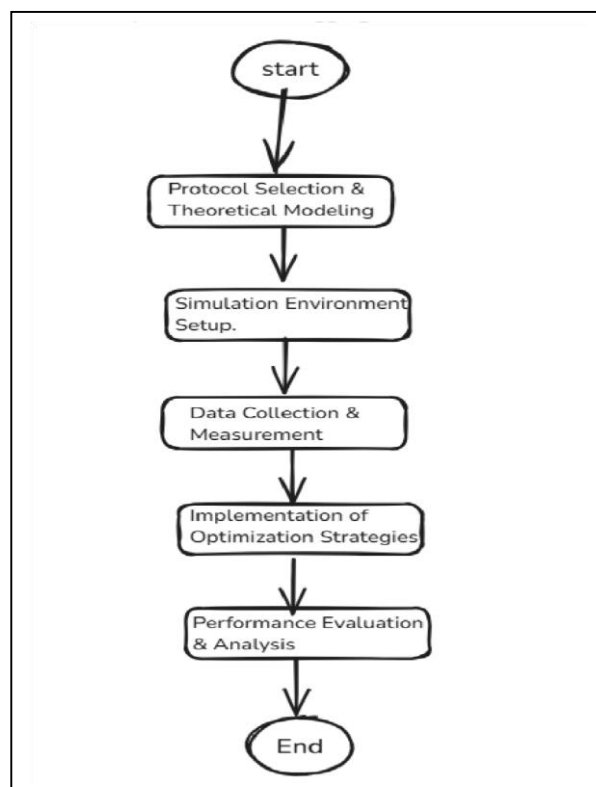 start
Protocol Selection &
Theoretical Modeling
Simulation Environment
Setup.
Data Collection &
Measurement
Implementation of
Optimization Strategies
Performance Evaluation
& Analysis
End